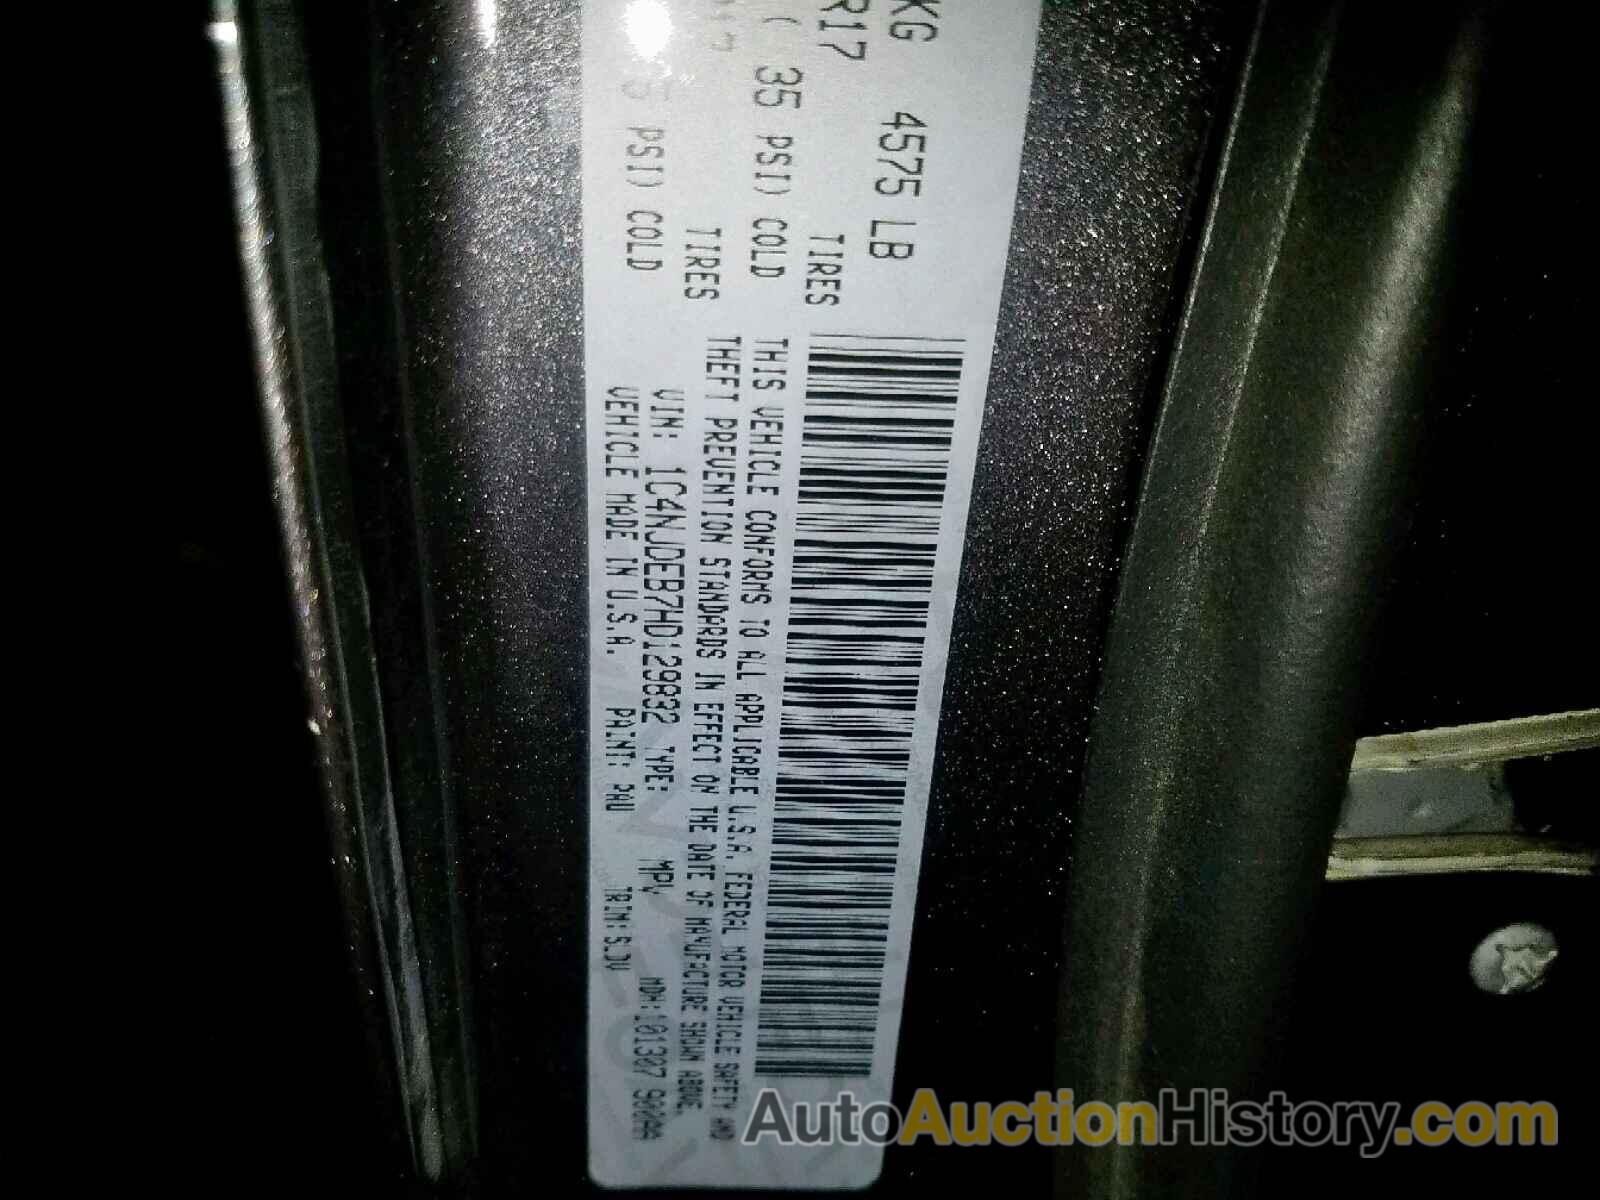 KG 4575 LB
R17 TIRES
( 35 PSI) COLD
TIRES
5 PSI) COLD
THIS VEHICLE CONFORMS TO ALL APPLICABLE U.S.A. FEDERAL MOTOR VEHICLE SAFETY AND
THEFT PREVENTION STANDARDS IN EFFECT ON THE DATE OF MANUFACTURE SHOWN ABOVE.
VIN: 1C4NJDEB7HD129832 TYPE: MPV MDH:101307 900AA
VEHICLE MADE IN U.S.A. PAINT: PAU TRIM:
AutoAuctionHistory.com